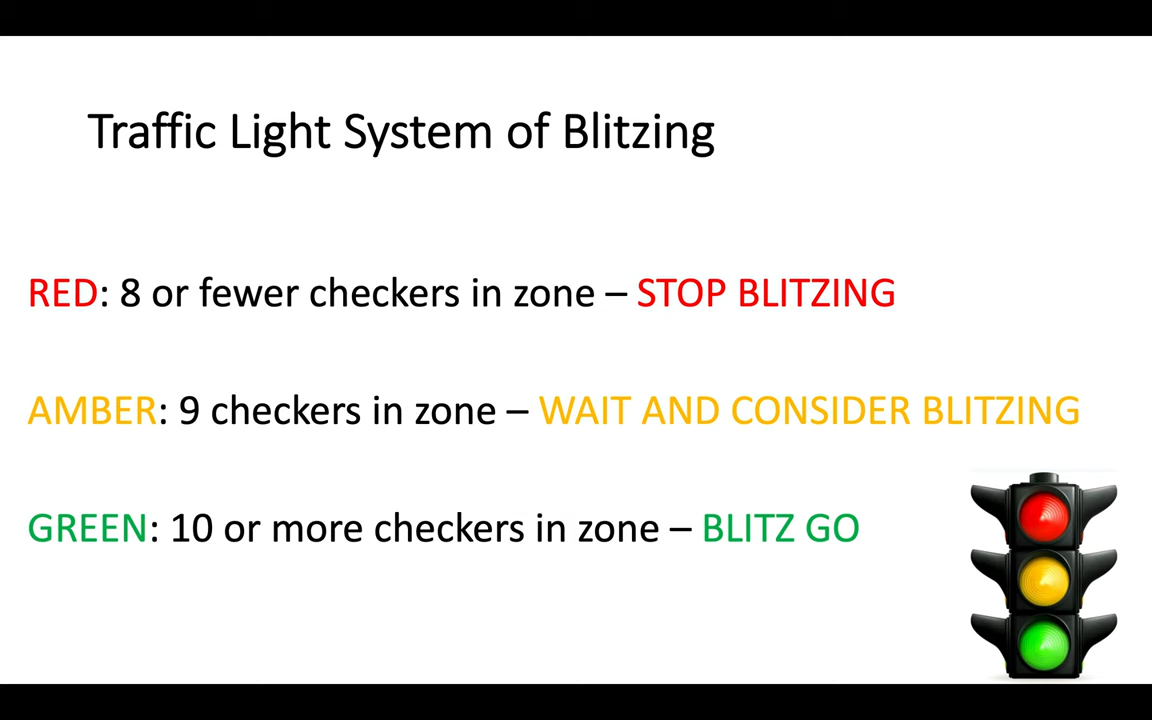 Traffic Light System of Blitzing
RED: 8 or fewer checkers in zone – STOP BLITZING
AMBER: 9 checkers in zone – WAIT AND CONSIDER BLITZING
GREEN: 10 or more checkers in zone – BLITZ GO